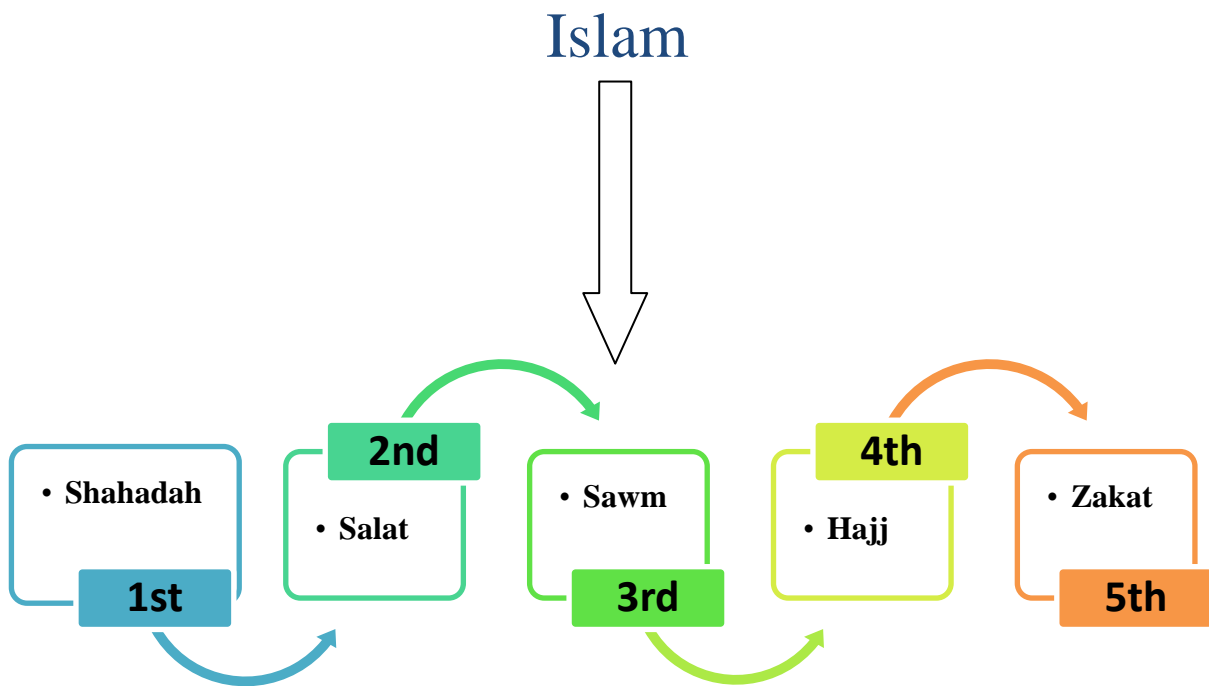 Islam
• Shahadah
1st
2nd
• Salat
• Sawm
3rd
4th
• Hajj
• Zakat
5th